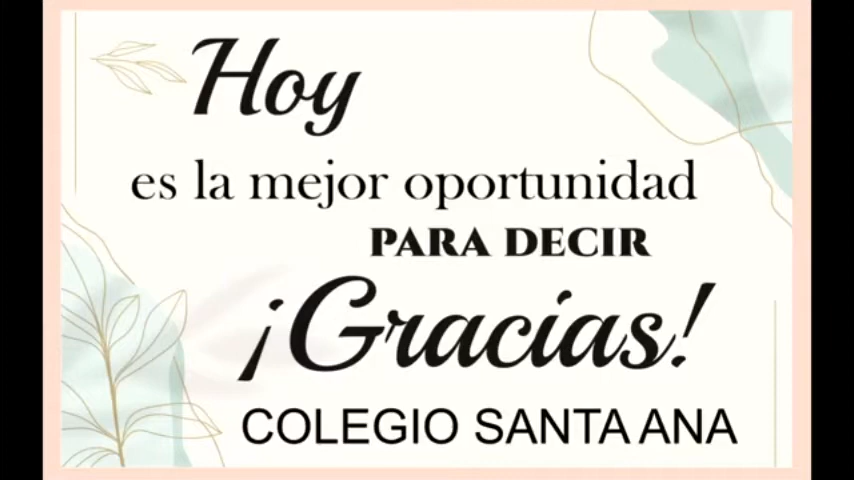 Hoy
es la mejor oportunidad
PARA DECIR
¡Gracias!
COLEGIO SANTA ANA